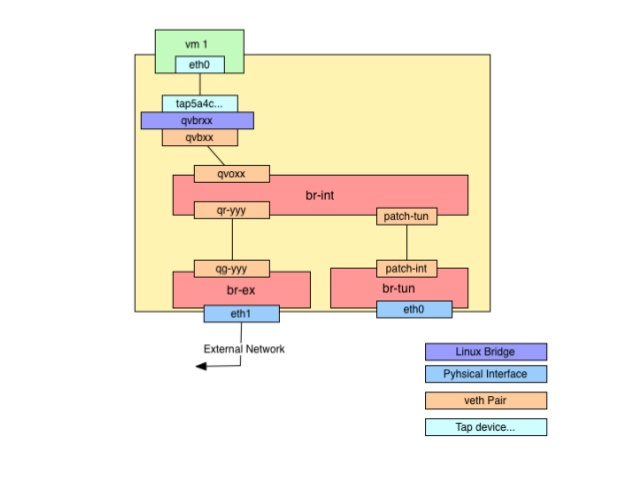 vm 1
eth0
tap5a4c...
qvbrxx
qvbxx
qvoxx
br-int
qr-yyy
patch-tun
qg-yyy
patch-int
br-ex
br-tun
eth1
eth0
External Network
Linux Bridge
Pyhsical Interface
veth Pair
Tap device...